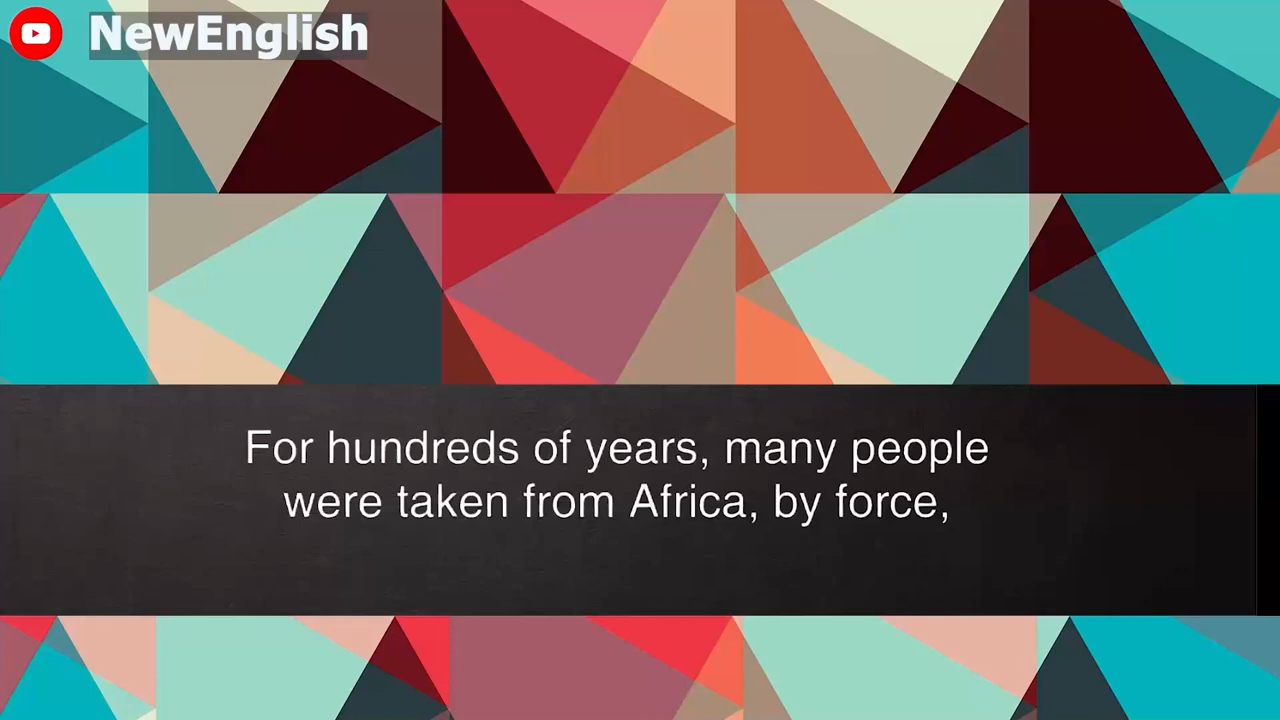 NewEnglish
For hundreds of years, many people
were taken from Africa, by force,